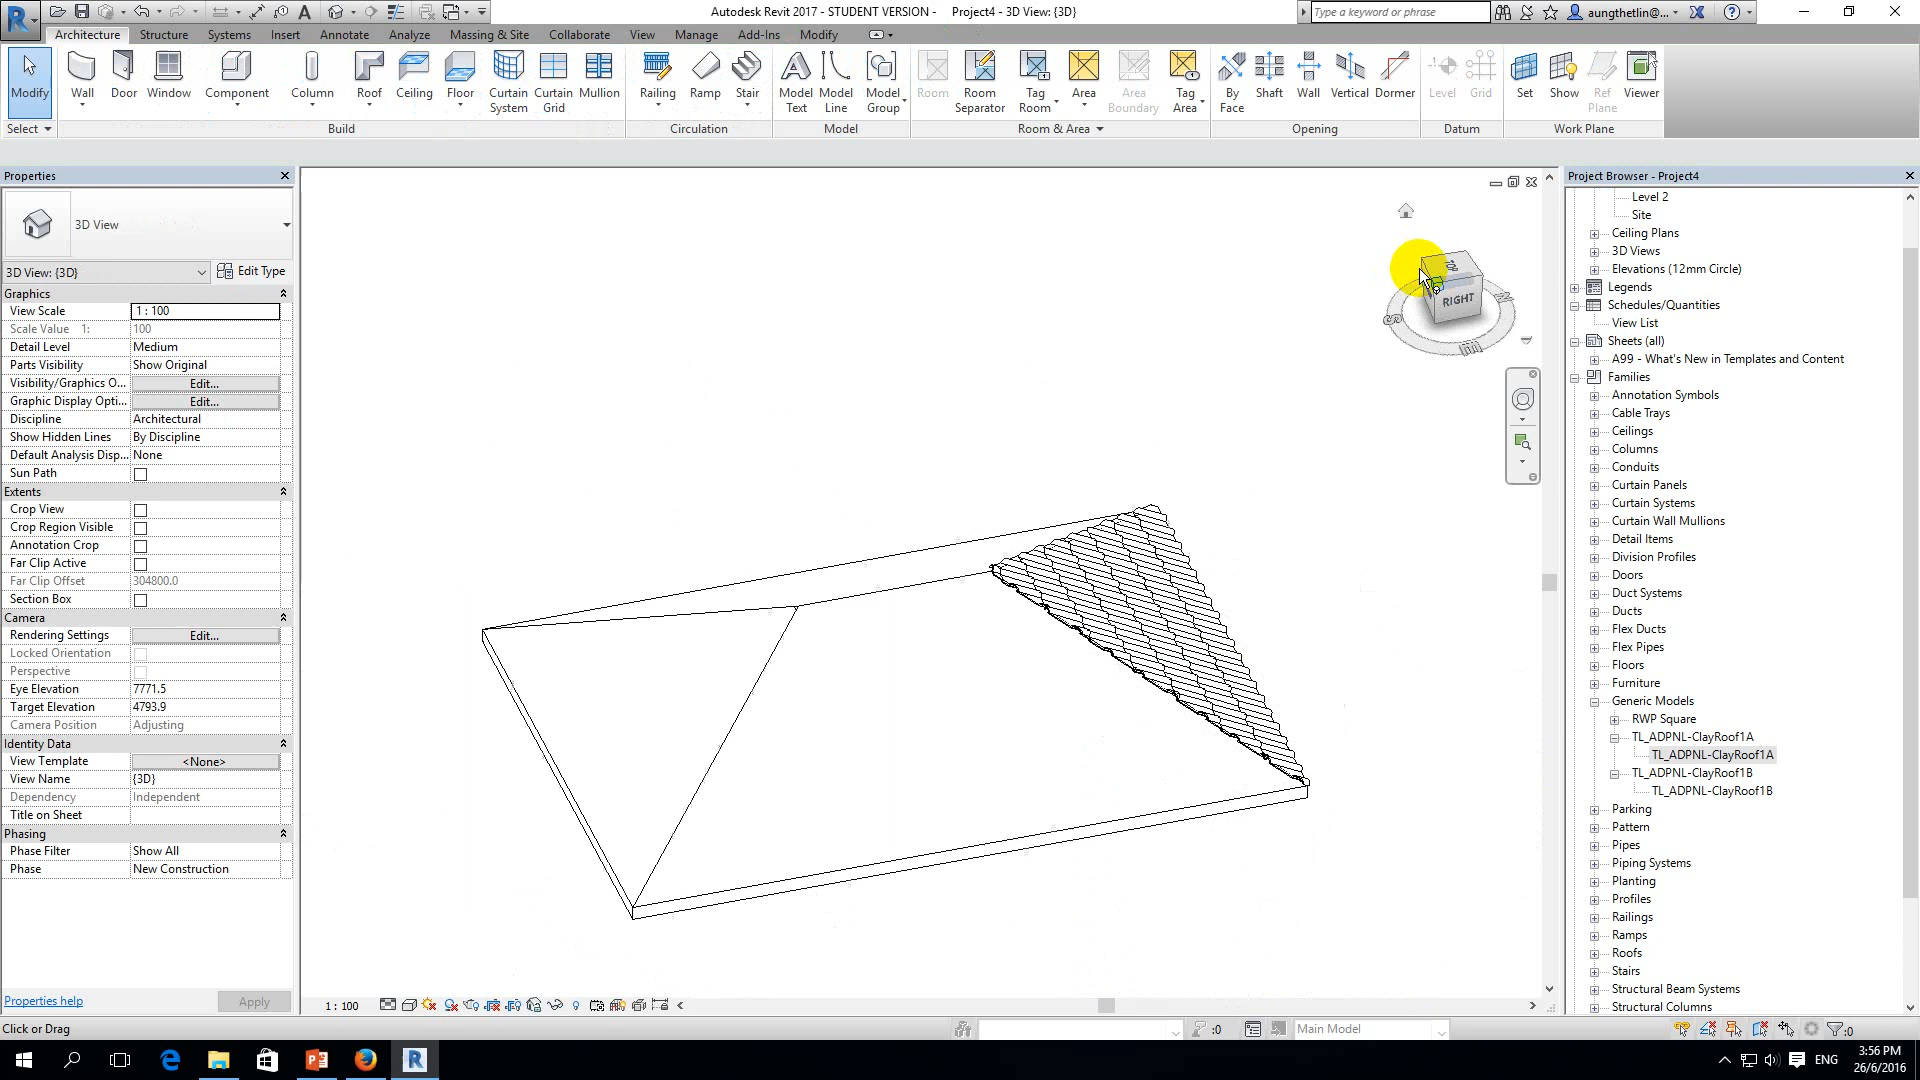 Autodesk Revit 2017 - STUDENT VERSION - Project4 - 3D View: {3D}
Type a keyword or phrase
aungthetlin@...
Architecture Structure Systems Insert Annotate Analyze Massing & Site Collaborate View Manage Add-Ins Modify
Modify Wall Door Window Component Column Roof Ceiling Floor Curtain System Curtain Grid Mullion Railing Ramp Stair Model Text Model Line Model Group Room Room Separator Tag Room Area Area Boundary Tag Area By Face Shaft Wall Vertical Dormer Level Grid Set Show Ref Plane Viewer
Select Build Circulation Model Room & Area Opening Datum Work Plane
Properties
3D View
3D View: {3D} Edit Type
Graphics
View Scale 1 : 100
Scale Value 1: 100
Detail Level Medium
Parts Visibility Show Original
Visibility/Graphics O... Edit...
Graphic Display Opti... Edit...
Discipline Architectural
Show Hidden Lines By Discipline
Default Analysis Disp... None
Sun Path
Extents
Crop View
Crop Region Visible
Annotation Crop
Far Clip Active
Far Clip Offset 304800.0
Section Box
Camera
Rendering Settings Edit...
Locked Orientation
Perspective
Eye Elevation 7771.5
Target Elevation 4793.9
Camera Position Adjusting
Identity Data
View Template <None>
View Name {3D}
Dependency Independent
Title on Sheet
Phasing
Phase Filter Show All
Phase New Construction
Properties help Apply
TOP
RIGHT
S E N
1 : 100
Project Browser - Project4
Level 2
Site
Ceiling Plans
3D Views
Elevations (12mm Circle)
Legends
Schedules/Quantities
View List
Sheets (all)
A99 - What's New in Templates and Content
Families
Annotation Symbols
Cable Trays
Ceilings
Columns
Conduits
Curtain Panels
Curtain Systems
Curtain Wall Mullions
Detail Items
Division Profiles
Doors
Duct Systems
Ducts
Flex Ducts
Flex Pipes
Floors
Furniture
Generic Models
RWP Square
TL_ADPNL-ClayRoof1A
TL_ADPNL-ClayRoof1A
TL_ADPNL-ClayRoof1B
TL_ADPNL-ClayRoof1B
Parking
Pattern
Pipes
Piping Systems
Planting
Profiles
Railings
Ramps
Roofs
Stairs
Structural Beam Systems
Structural Columns
Click or Drag
:0
Main Model
:0
ENG
3:56 PM
26/6/2016